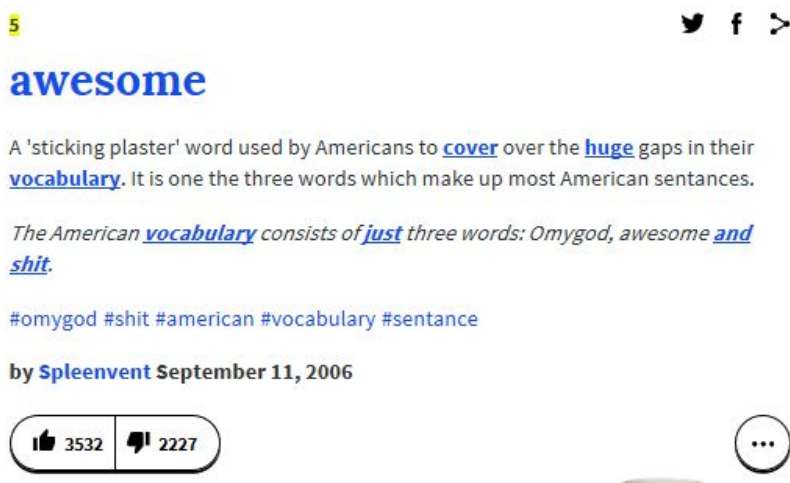 5
awesome
A 'sticking plaster' word used by Americans to cover over the huge gaps in their
vocabulary. It is one the three words which make up most American sentances.
The American vocabulary consists of just three words: Omygod, awesome and
shit.
#omygod #shit #american #vocabulary #sentance
by Spleenvent September 11, 2006
3532 2227